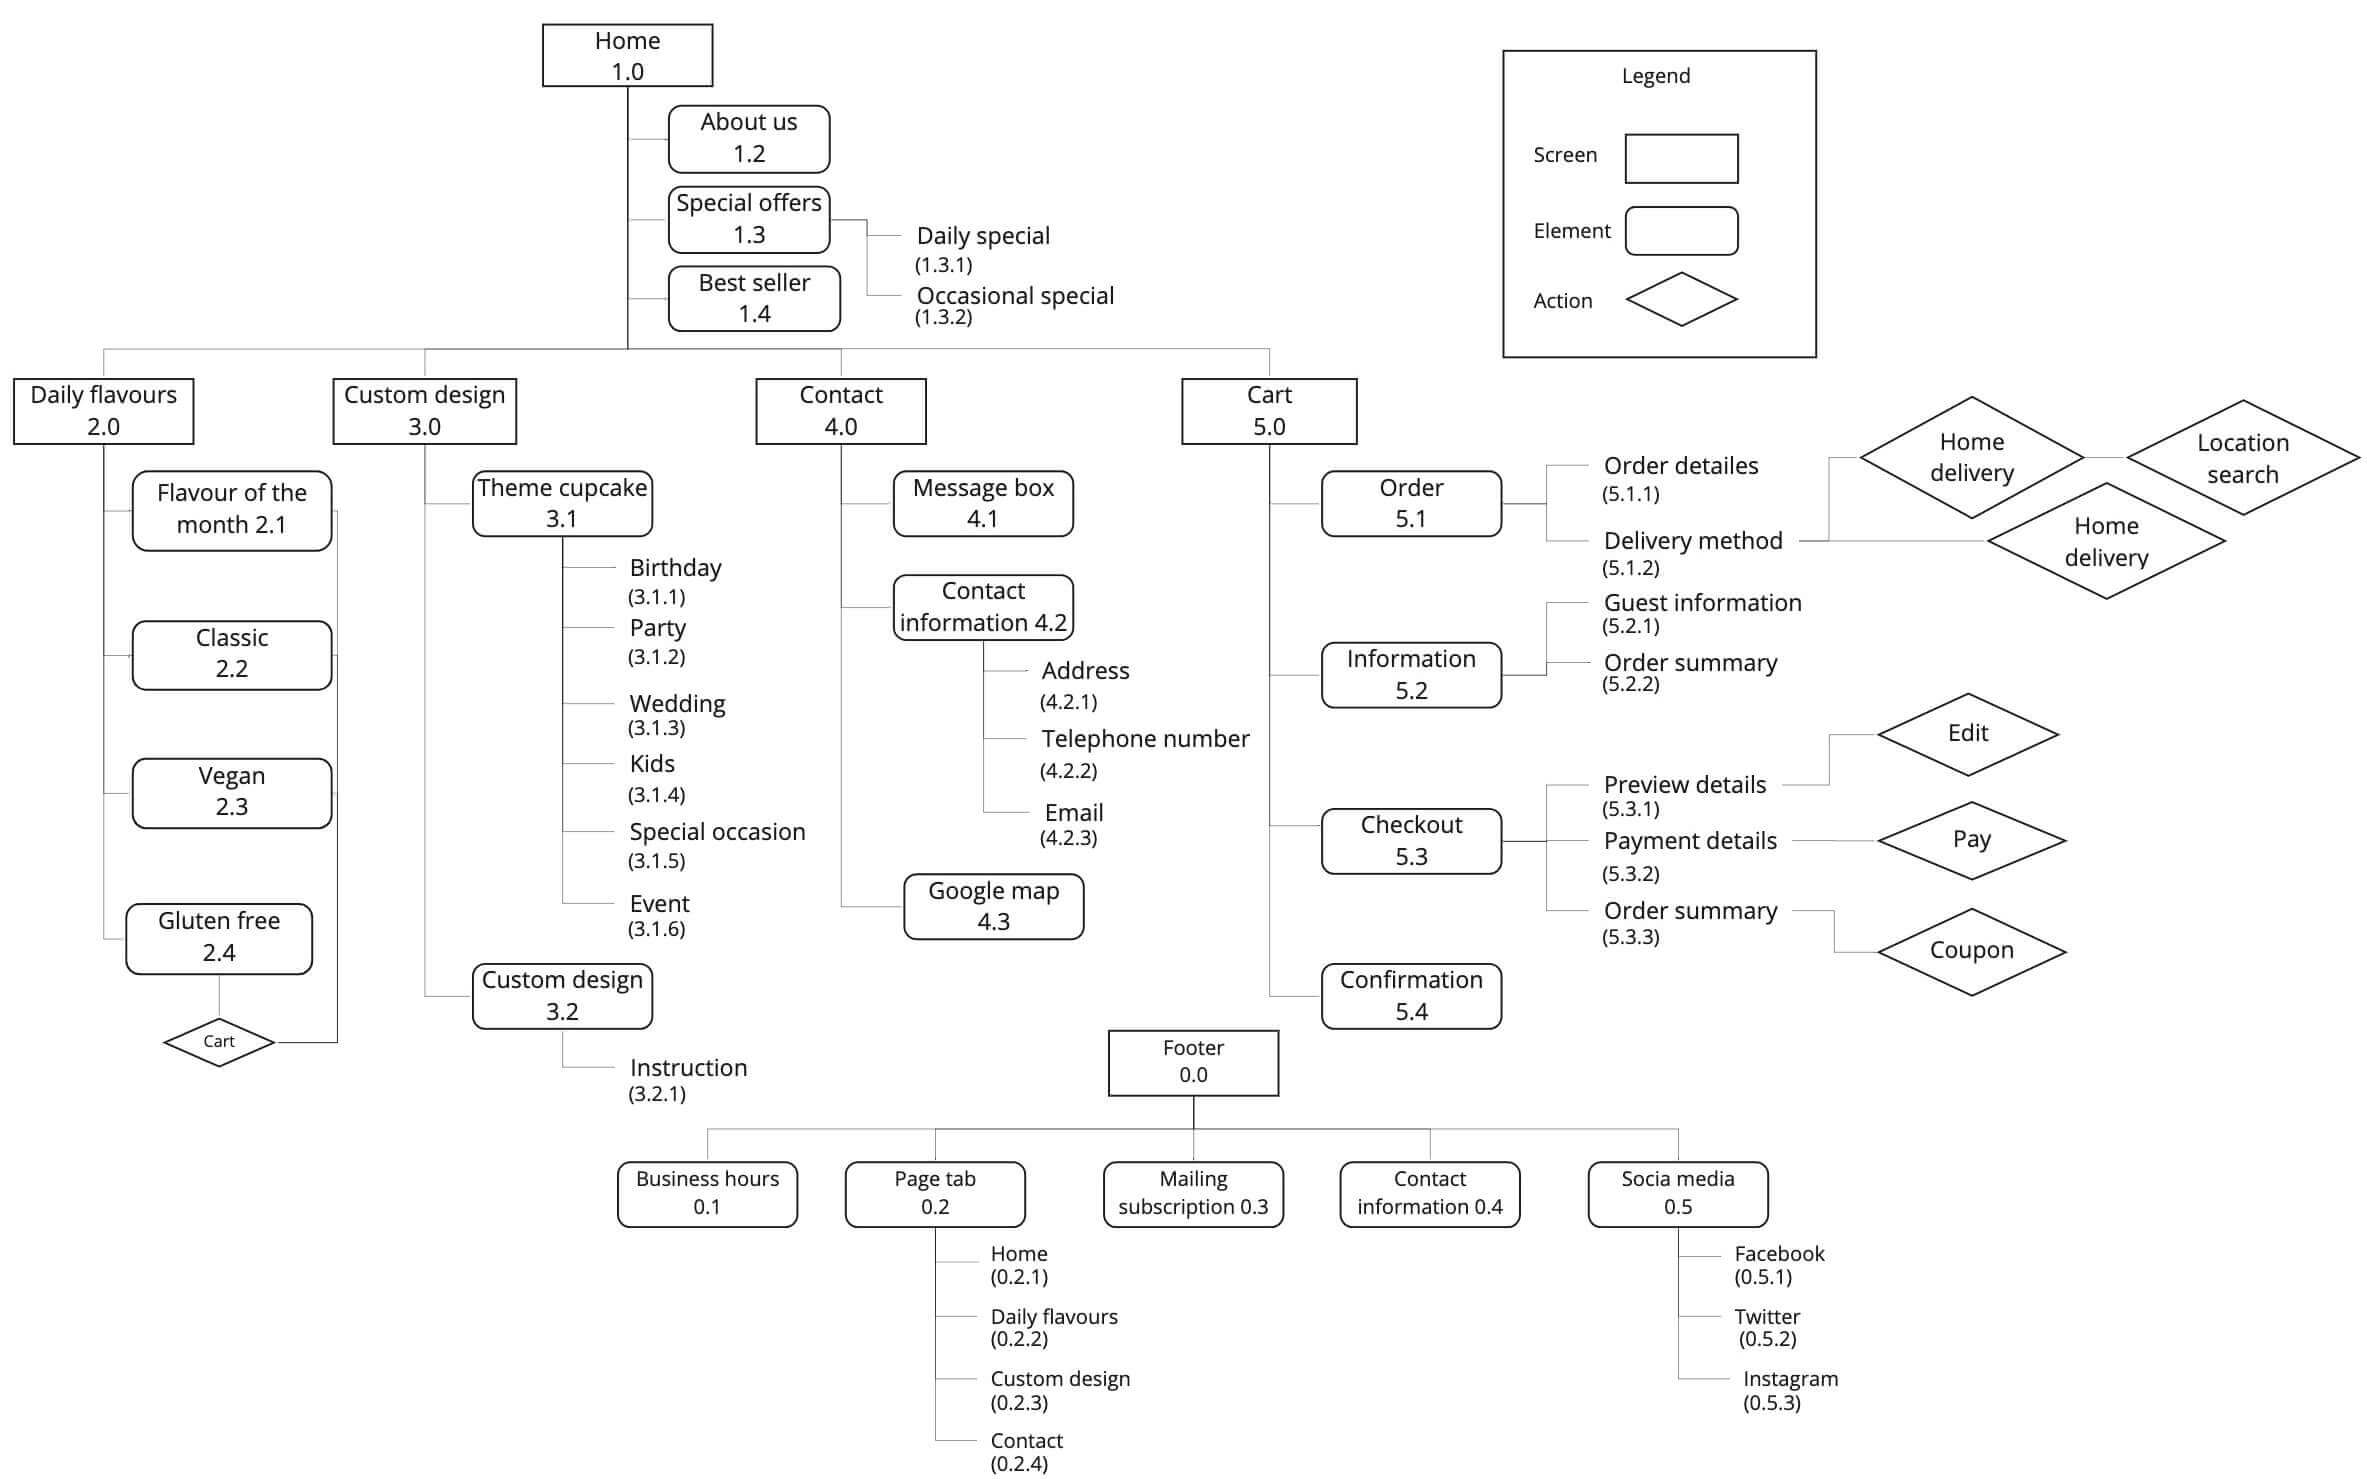 Home
1.0
About us
1.2
Special offers
1.3
Daily special
(1.3.1)
Occasional special
(1.3.2)
Best seller
1.4
Legend
Screen
Element
Action
Daily flavours
2.0
Flavour of the
month 2.1
Classic
2.2
Vegan
2.3
Gluten free
2.4
Cart
Custom design
3.0
Theme cupcake
3.1
Birthday
(3.1.1)
Party
(3.1.2)
Wedding
(3.1.3)
Kids
(3.1.4)
Special occasion
(3.1.5)
Event
(3.1.6)
Custom design
3.2
Instruction
(3.2.1)
Contact
4.0
Message box
4.1
Contact
information 4.2
Address
(4.2.1)
Telephone number
(4.2.2)
Email
(4.2.3)
Google map
4.3
Cart
5.0
Order
5.1
Order detailes
(5.1.1)
Delivery method
(5.1.2)
Home
delivery
Location
search
Home
delivery
Information
5.2
Guest information
(5.2.1)
Order summary
(5.2.2)
Checkout
5.3
Preview details
(5.3.1)
Edit
Payment details
(5.3.2)
Pay
Order summary
(5.3.3)
Coupon
Confirmation
5.4
Footer
0.0
Business hours
0.1
Page tab
0.2
Home
(0.2.1)
Daily flavours
(0.2.2)
Custom design
(0.2.3)
Contact
(0.2.4)
Mailing
subscription 0.3
Contact
information 0.4
Socia media
0.5
Facebook
(0.5.1)
Twitter
(0.5.2)
Instagram
(0.5.3)